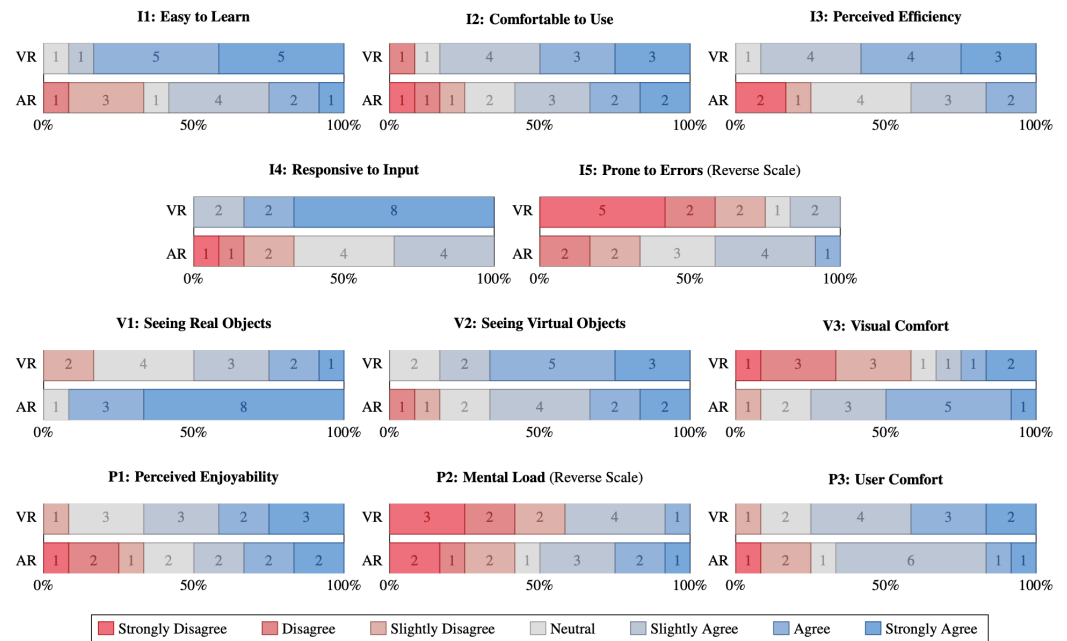 I1: Easy to Learn
I2: Comfortable to Use
I3: Perceived Efficiency
VR 1 1 5 5
VR 1 1 4 3 3
1 4 4 3
AR 1 3 1 4 2 1
AR 1 1 1 2 3 2 2
AR 2 1 4 3 2
0% 50% 100%
0% 50% 100%
0% 50% 100%
I4: Responsive to Input
I5: Prone to Errors (Reverse Scale)
VR 2 2 8
VR 5 2 2 1 2
AR 1 1 2 4 4
AR 2 2 3 4 1
0% 50% 100%
0% 50% 100%
V1: Seeing Real Objects
V2: Seeing Virtual Objects
V3: Visual Comfort
VR 2 4 3 2 1
VR 2 2 5 3
VR 1 3 3 1 1 1 2
AR 1 3 8
AR 1 1 2 4 2 2
AR 1 2 3 5 1
0% 50% 100%
0% 50% 100%
0% 50% 100%
P1: Perceived Enjoyability
P2: Mental Load (Reverse Scale)
P3: User Comfort
VR 1 3 3 2 3
VR 3 2 2 4 1
VR 1 2 4 3 2
AR 1 2 1 2 2 2 2
AR 2 1 2 1 3 2 1
AR 1 2 1 6 1 1
0% 50% 100%
0% 50% 100%
0% 50% 100%
Strongly Disagree Disagree Slightly Disagree Neutral Slightly Agree Agree Strongly Agree